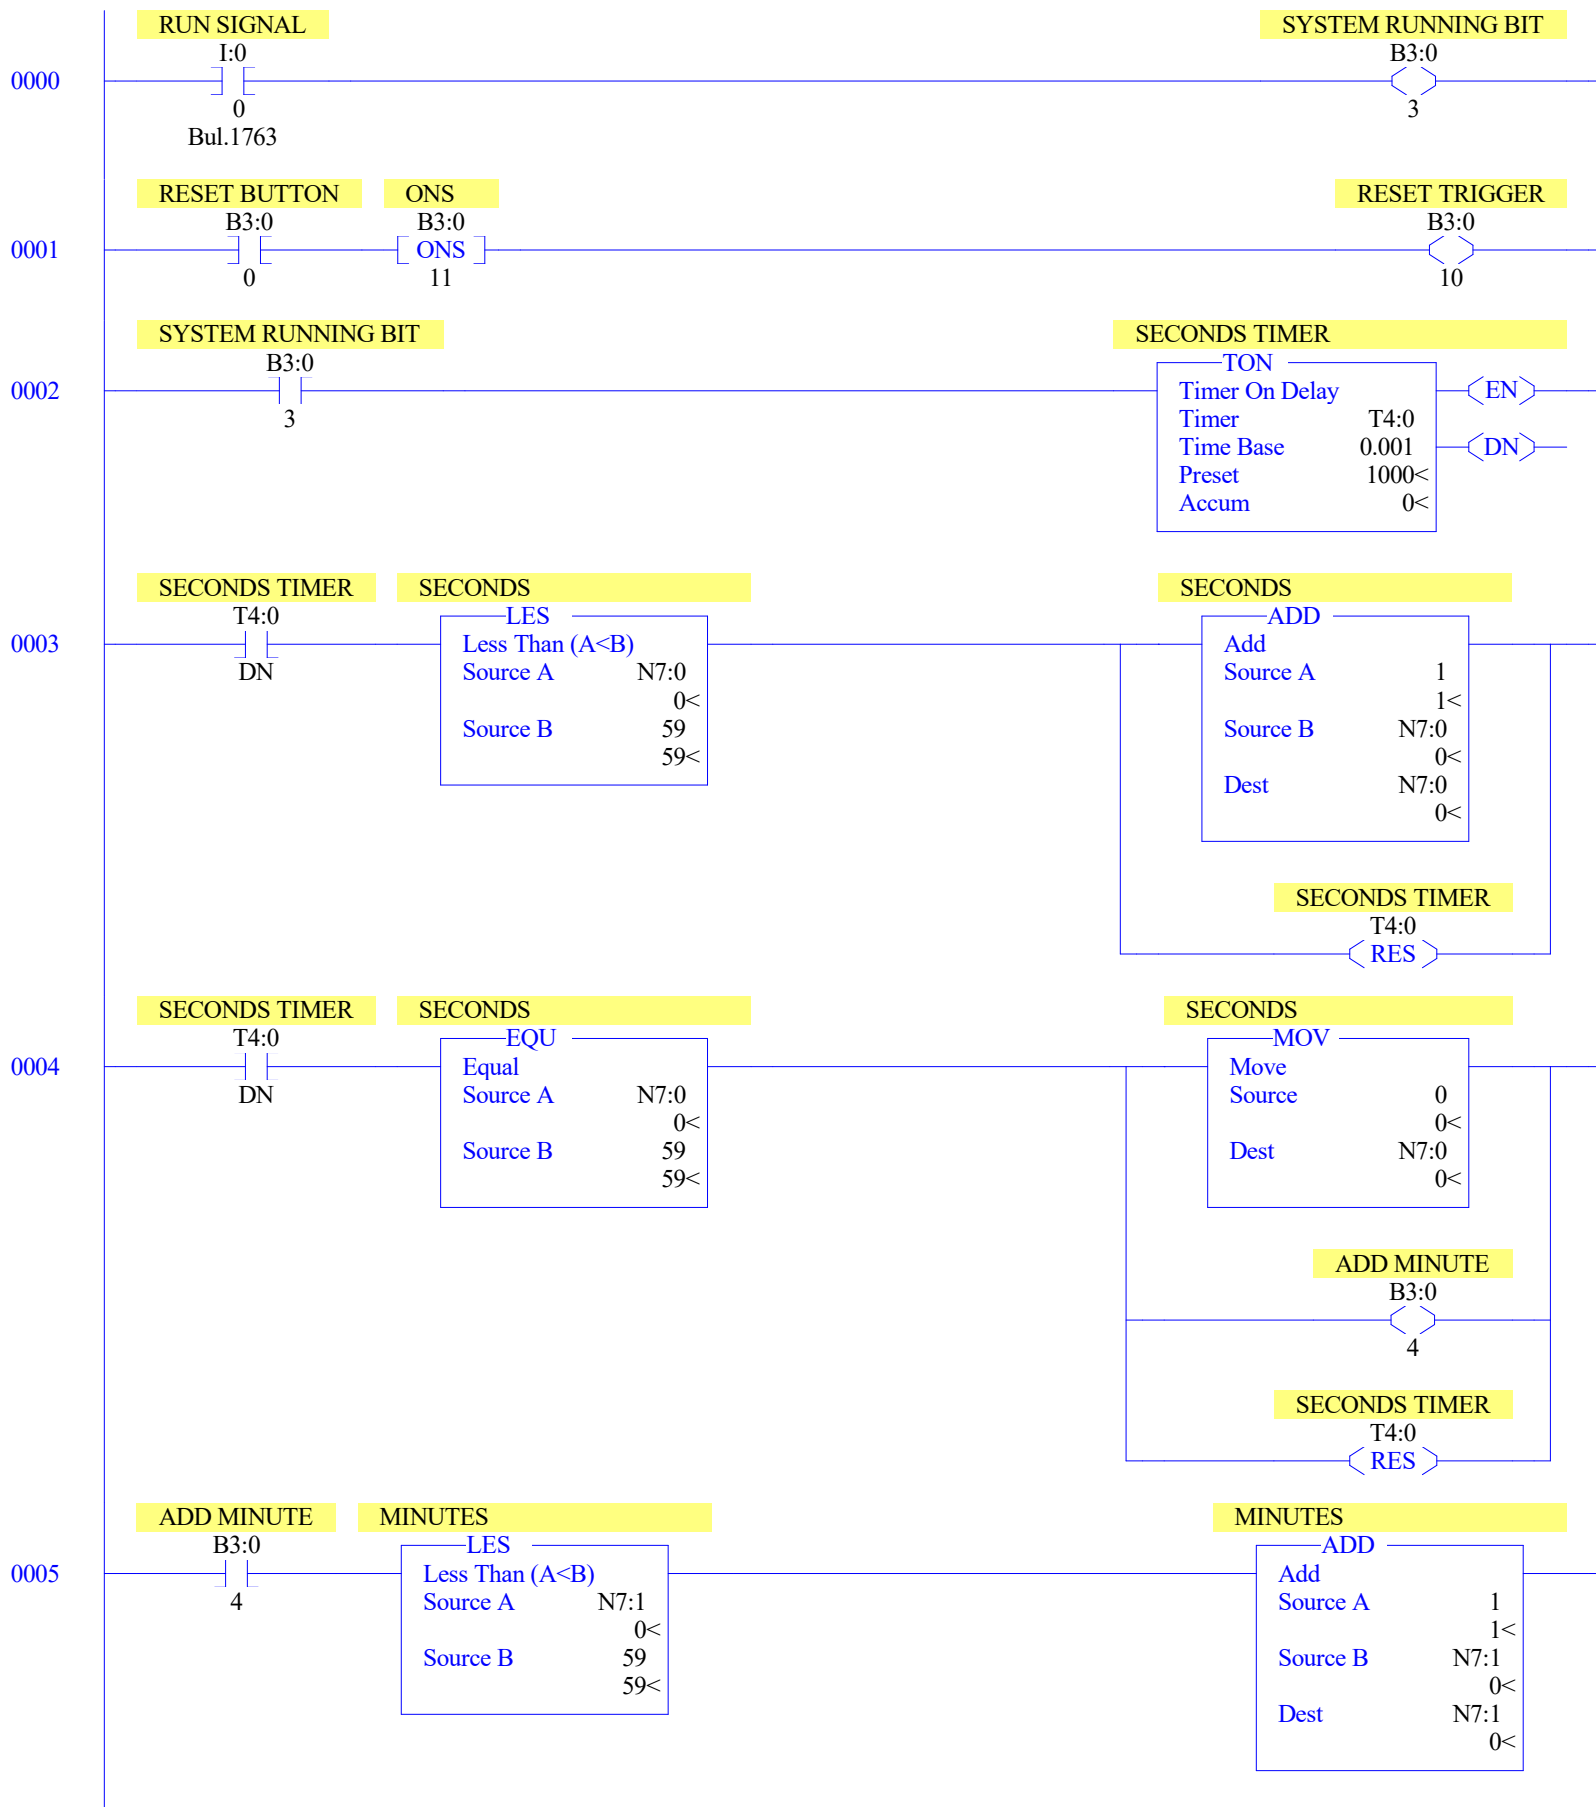 RUN SIGNAL
I:0
0
Bul.1763
SYSTEM RUNNING BIT
B3:0
3
0000
RESET BUTTON
B3:0
0
ONS
B3:0
ONS
11
RESET TRIGGER
B3:0
10
0001
SYSTEM RUNNING BIT
B3:0
3
SECONDS TIMER
TON
Timer On Delay
Timer T4:0
Time Base 0.001
Preset 1000<
Accum 0<
EN
DN
0002
SECONDS TIMER
T4:0
DN
SECONDS
LES
Less Than (A<B)
Source A N7:0
0<
Source B 59
59<
SECONDS
ADD
Add
Source A 1
1<
Source B N7:0
0<
Dest N7:0
0<
SECONDS TIMER
T4:0
RES
0003
SECONDS TIMER
T4:0
DN
SECONDS
EQU
Equal
Source A N7:0
0<
Source B 59
59<
SECONDS
MOV
Move
Source 0
0<
Dest N7:0
0<
ADD MINUTE
B3:0
4
SECONDS TIMER
T4:0
RES
0004
ADD MINUTE
B3:0
4
MINUTES
LES
Less Than (A<B)
Source A N7:1
0<
Source B 59
59<
MINUTES
ADD
Add
Source A 1
1<
Source B N7:1
0<
Dest N7:1
0<
0005